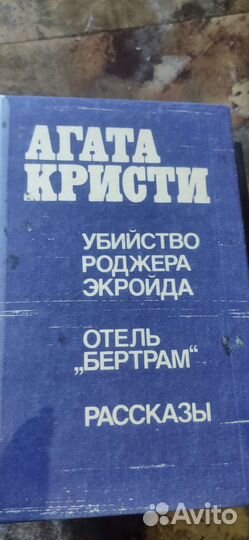 АГАТА
КРИСТИ
УБИЙСТВО
РОДЖЕРА
ЭКРОЙДА
ОТЕЛЬ
„БЕРТРАМ“
РАССКАЗЫ
Avito